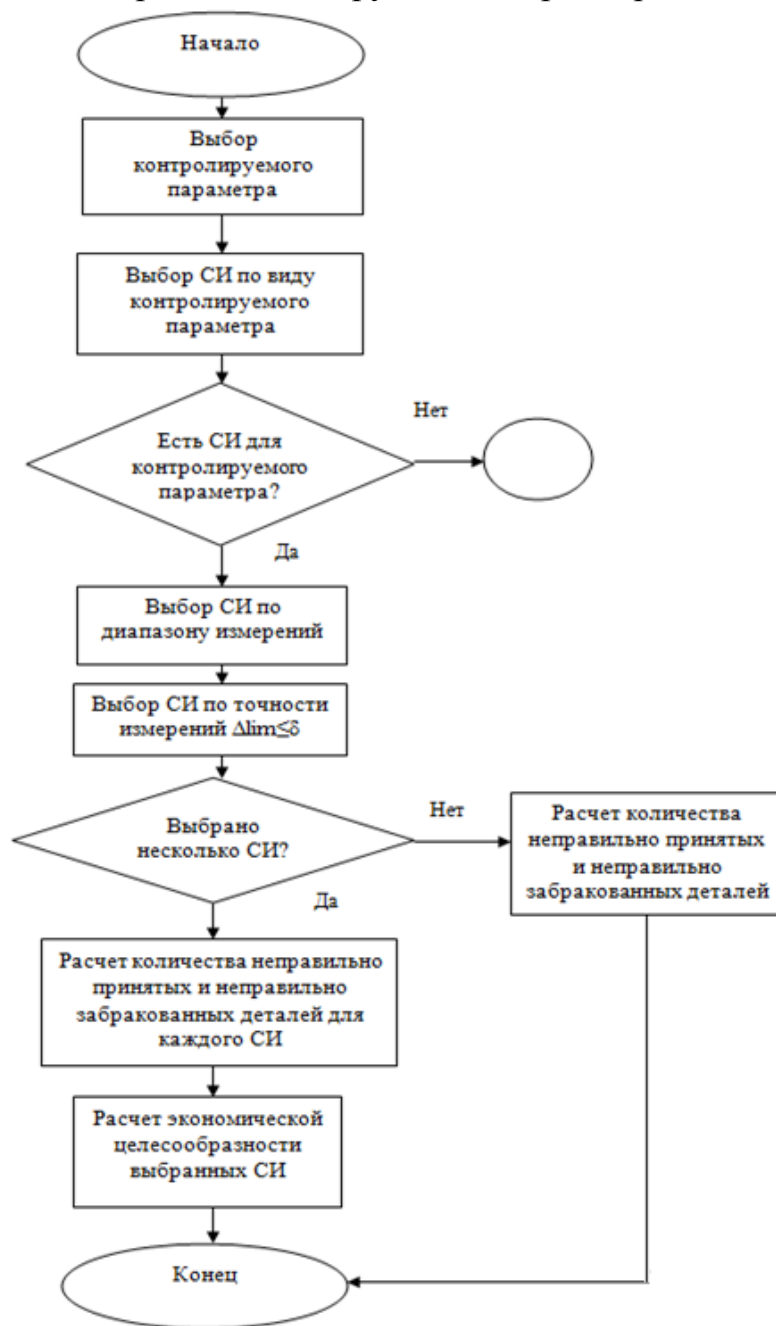 Начало
Выбор
контролируемого
параметра
Выбор СИ по виду
контролируемого
параметра
Есть СИ для
контролируемого
параметра?
Нет
Да
Выбор СИ по
диапазону измерений
Выбор СИ по точности
измерений Δlim≤δ
Выбрано
несколько СИ?
Нет
Расчет количества
неправильно принятых
и неправильно
забракованных деталей
Да
Расчет количества неправильно
принятых и неправильно
забракованных деталей для
каждого СИ
Расчет экономической
целесообразности
выбранных СИ
Конец